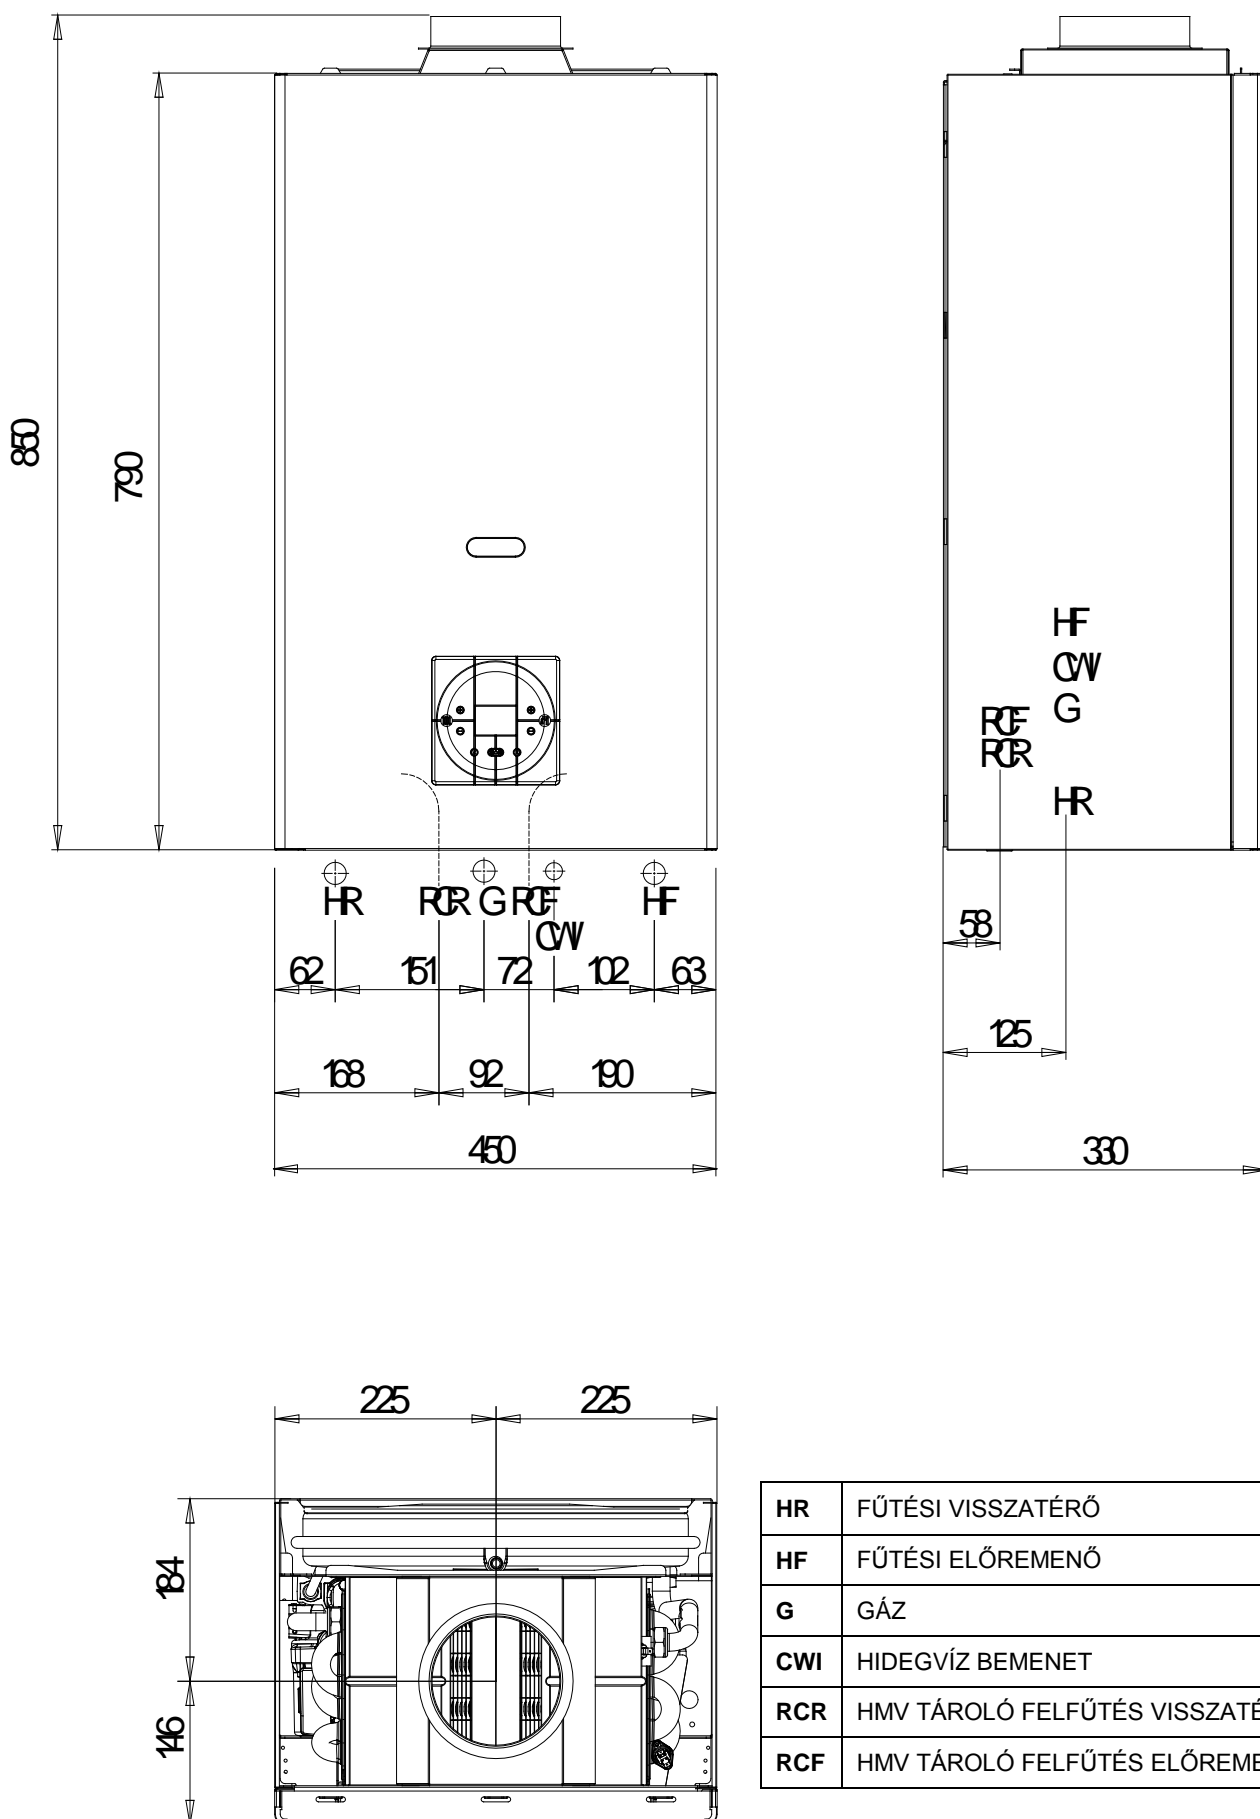 850
790
HF
CWI
G
RCF
RCR
HR
HR RCR G RCF HF
CWI
58
62 151 72 102 63
125
168 92 190
450
330
225 225
184
146
HR FŰTÉSI VISSZATÉRŐ
HF FŰTÉSI ELŐREMENŐ
G GÁZ
CWI HIDEGVÍZ BEMENET
RCR HMV TÁROLÓ FELFŰTÉS
RCF HMV TÁROLÓ FELFŰTÉS